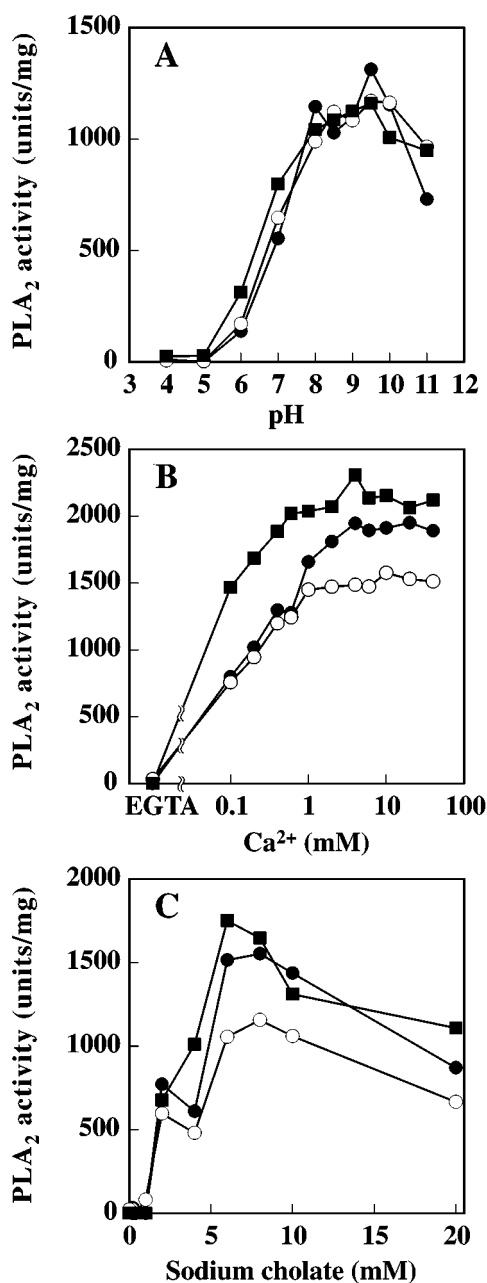 A
PLA2 activity (units/mg)
1500
1000
500
0
3 4 5 6 7 8 9 10 11 12
pH
B
PLA2 activity (units/mg)
2500
2000
1500
1000
500
0
EGTA 0.1 1 10 100
Ca2+ (mM)
C
PLA2 activity (units/mg)
2000
1500
1000
500
0
0 5 10 15 20
Sodium cholate (mM)